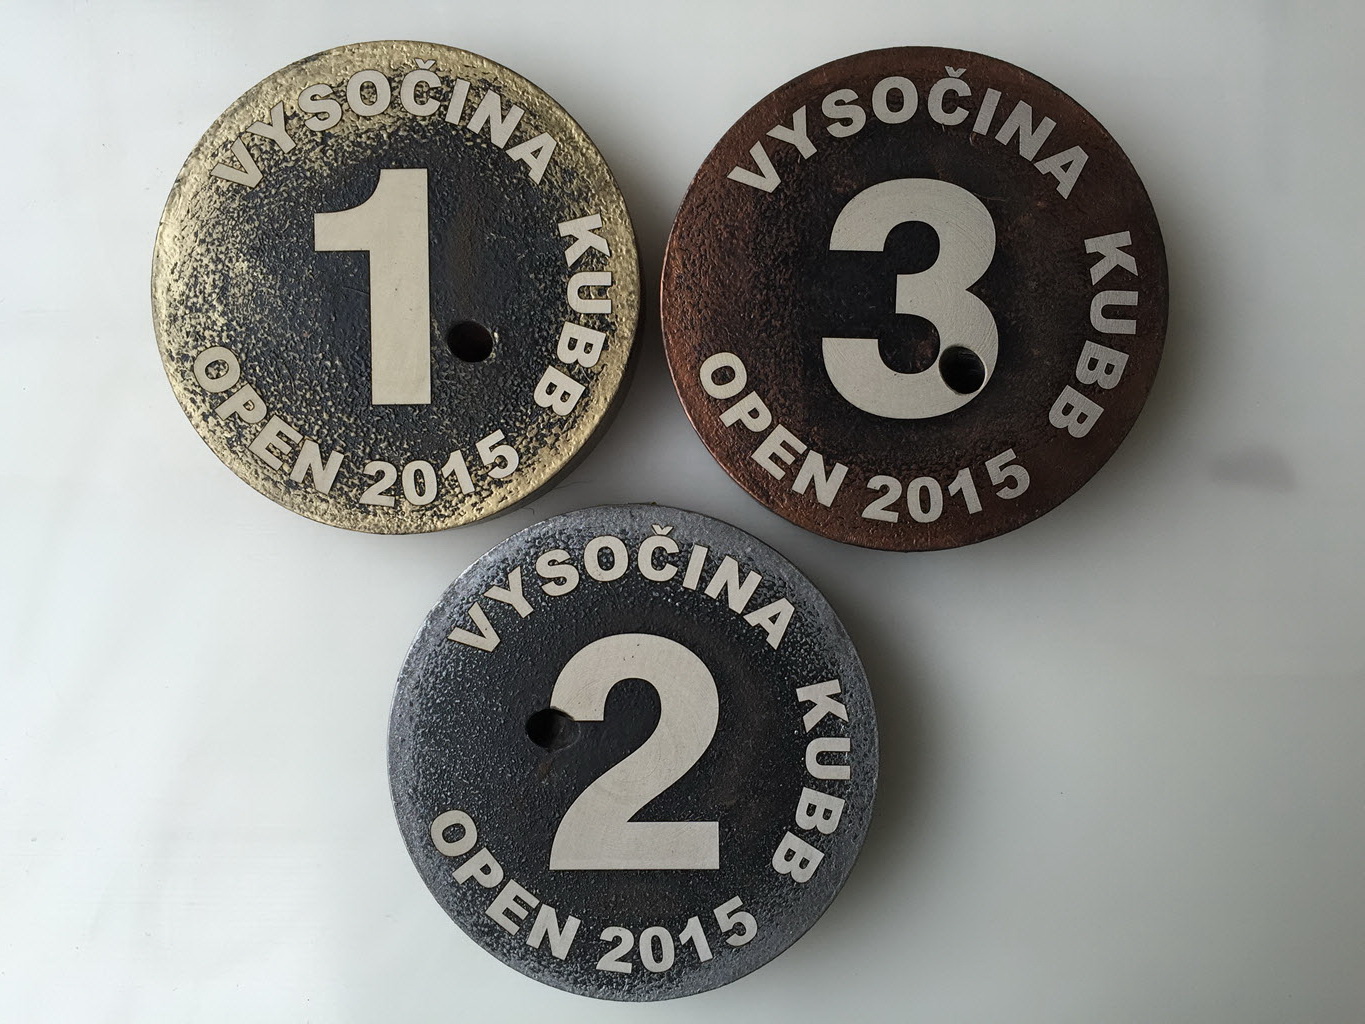 VYSOČINA KUBB
1
OPEN 2015
VYSOČINA KUBB
3
OPEN 2015
VYSOČINA KUBB
2
OPEN 2015